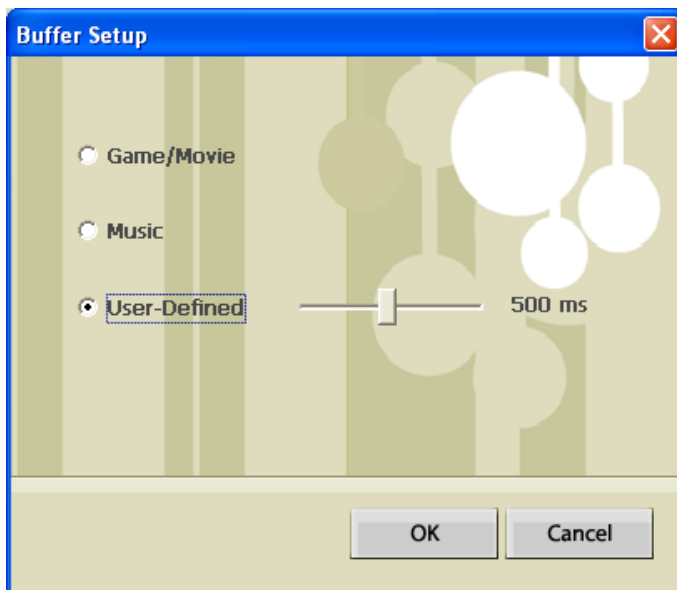 Buffer Setup
Game/Movie
Music
User-Defined 500 ms
OK Cancel